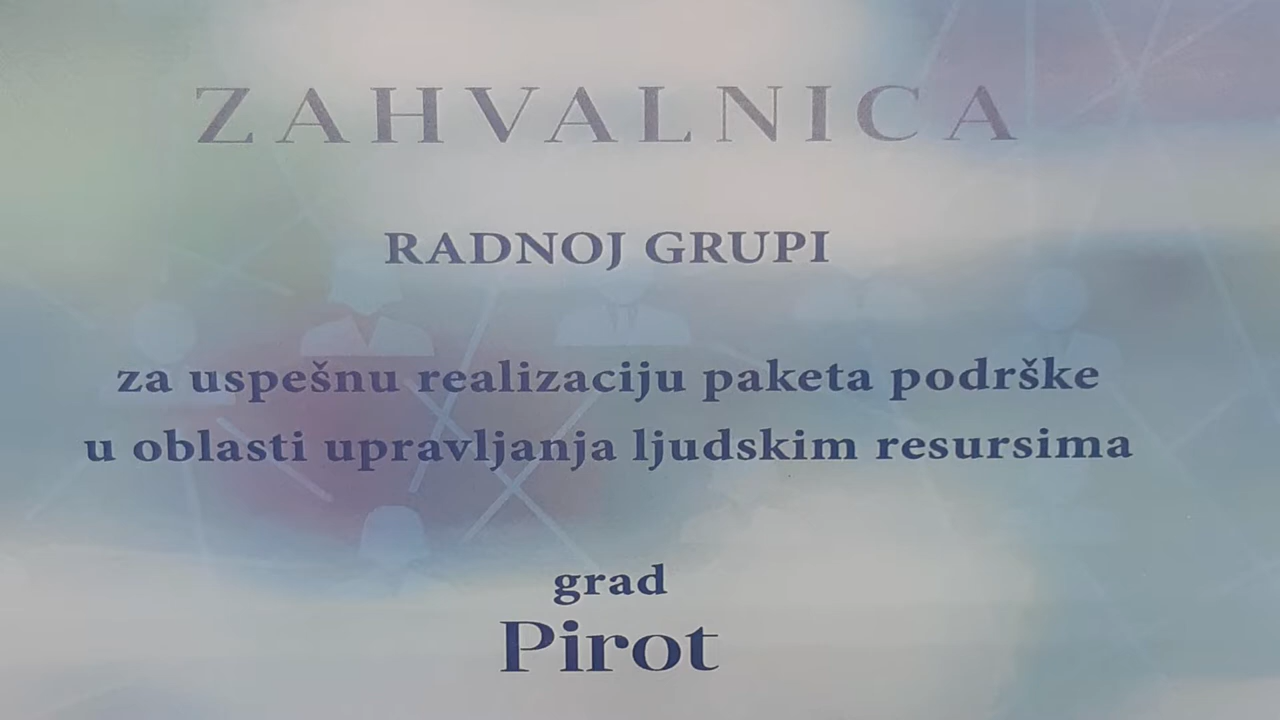 ZAHVALNICA
RADNOJ GRUPI
za uspešnu realizaciju paketa podrške
u oblasti upravljanja ljudskim resursima
grad
Pirot